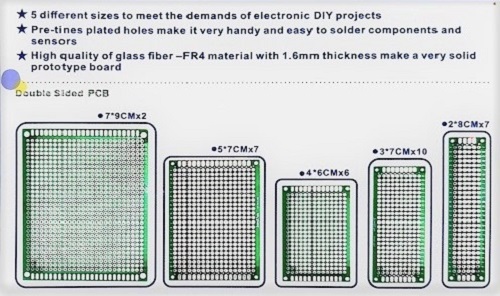 ★ 5 different sizes to meet the demands of electronic DIY projects
★ Pre-tines plated holes make it very handy and easy to solder components and
sensors
★ High quality of glass fiber –FR4 material with 1.6mm thickness make a very solid
prototype board
Double Sided PCB
●7*9CMx2
●5*7CMx7
●4*6CMx6
●3*7CMx10
●2*8CMx7